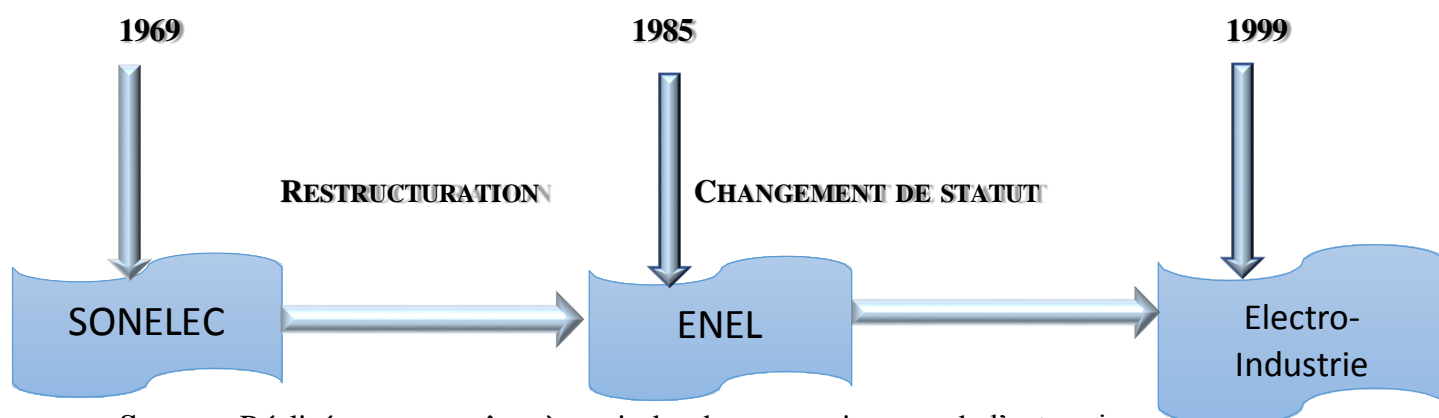 1969 1985 1999
RESTRUCTURATION CHANGEMENT DE STATUT
SONELEC ENEL Electro-
Industrie